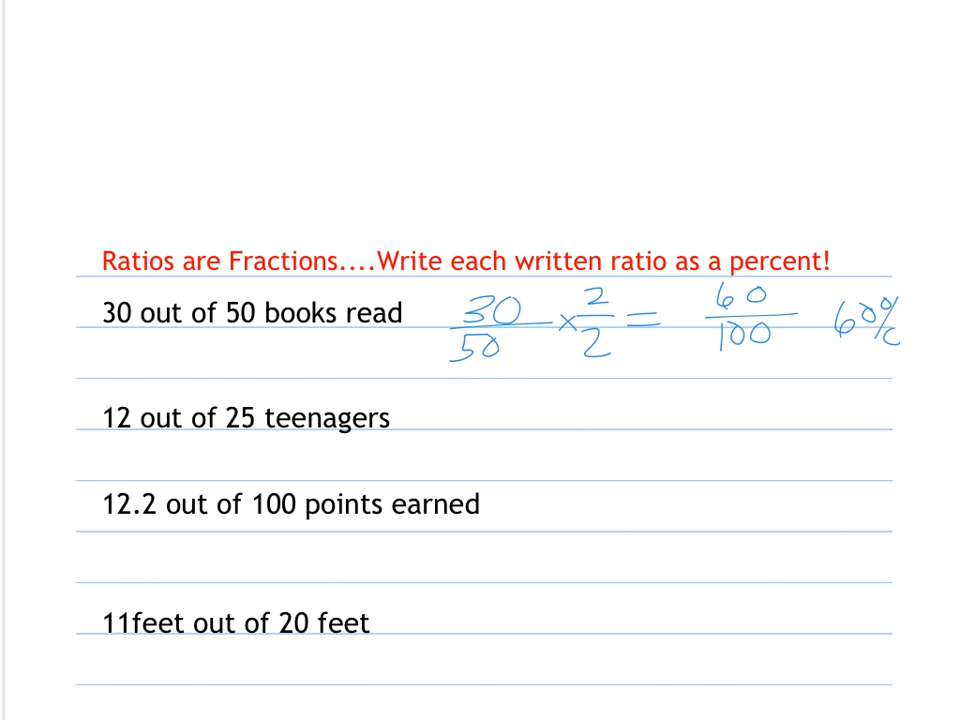 Ratios are Fractions....Write each written ratio as a percent!
30 out of 50 books read 30/50 × 2/2 = 60/100 60%
12 out of 25 teenagers
12.2 out of 100 points earned
11feet out of 20 feet